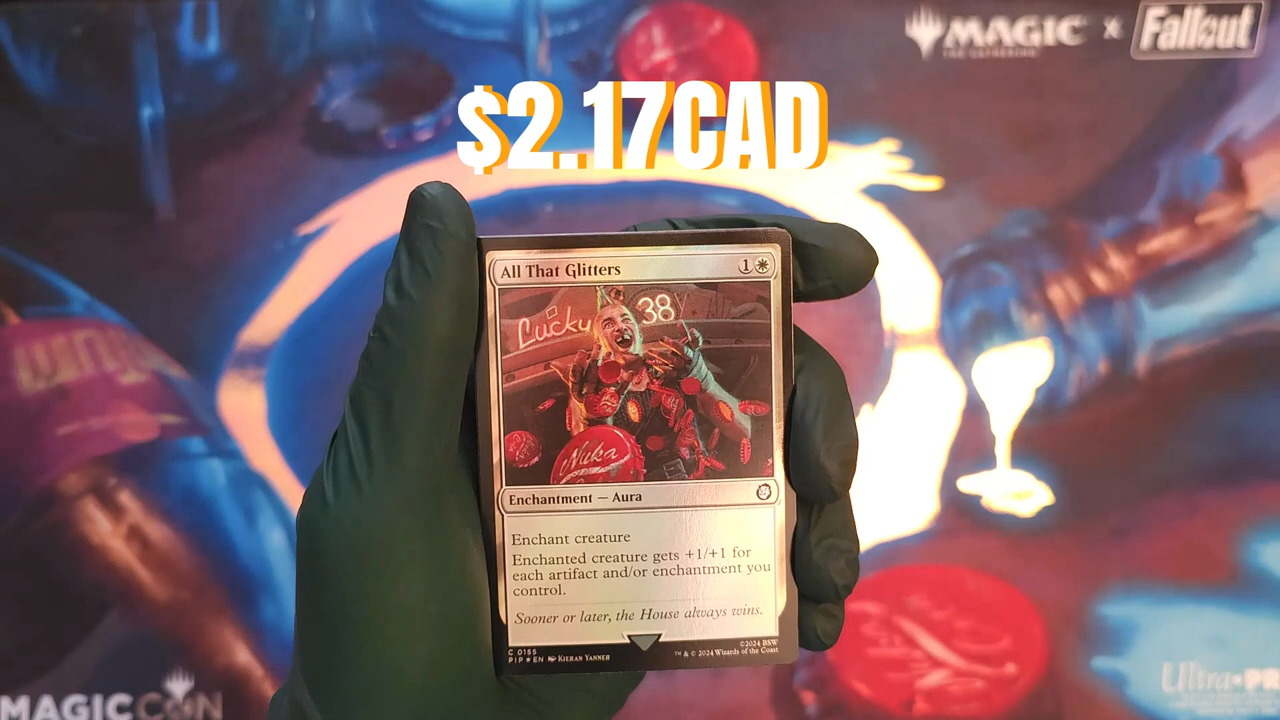 MAGIC X Fallout
THE GATHERING
$2.17CAD
All That Glitters 1
Lucky 38
Nuka
Enchantment — Aura
Enchant creature
Enchanted creature gets +1/+1 for
each artifact and/or enchantment you
control.
Sooner or later, the House always wins.
C 0155
PIP ★ EN Kieran Yanner
©2024 BSW
™ & © 2024 Wizards of the Coast
MAGICCON
Ultra•PR